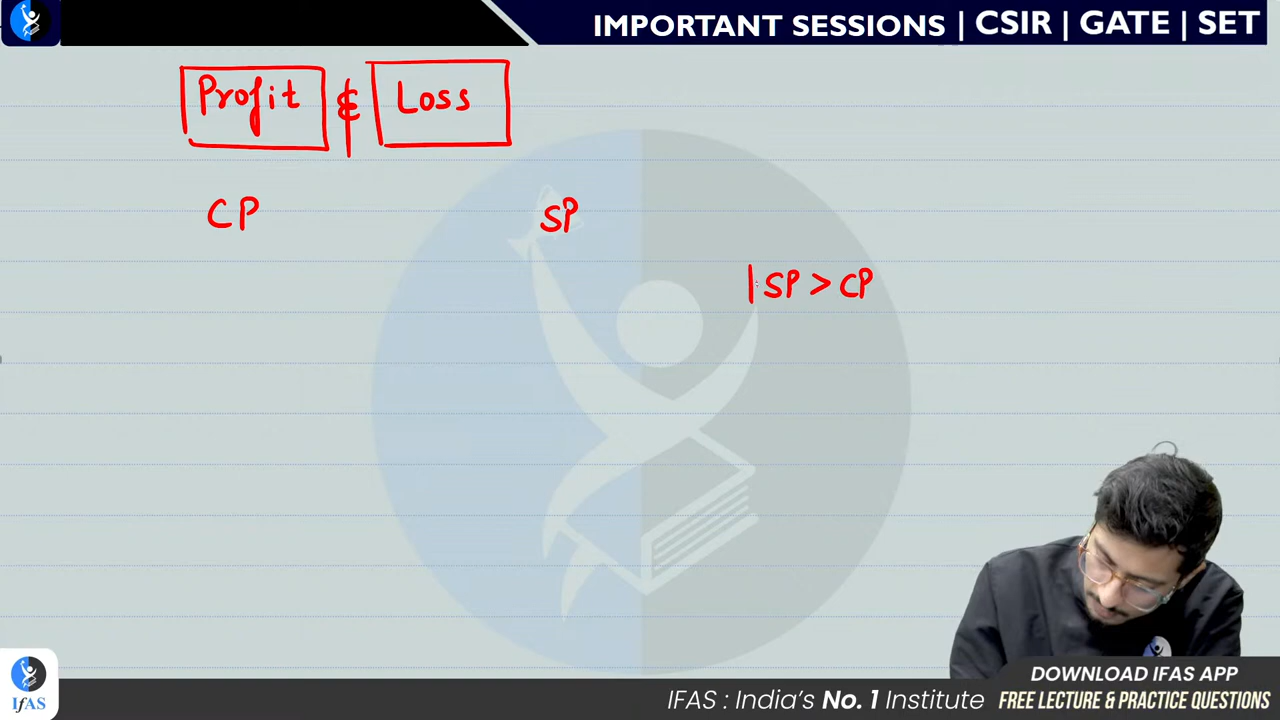 IMPORTANT SESSIONS | CSIR | GATE | SET
Profit & Loss
CP SP
SP > CP
DOWNLOAD IFAS APP
IFAS : India's No. 1 Institute FREE LECTURE & PRACTICE QUESTIONS
IfAS